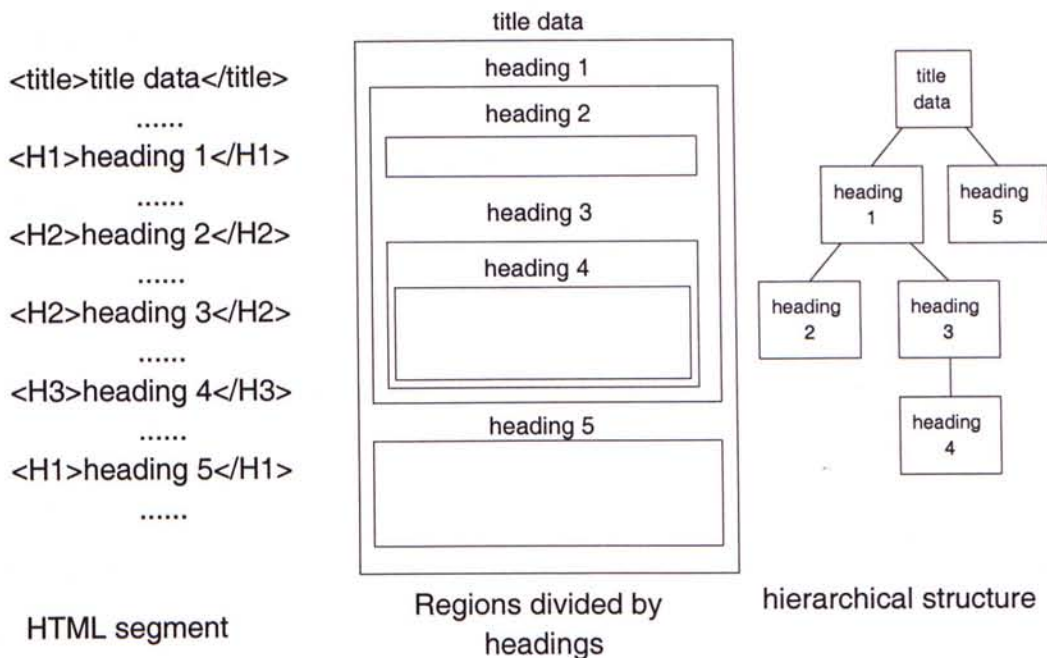 <title>title data</title>
......
<H1>heading 1</H1>
......
<H2>heading 2</H2>
......
<H2>heading 3</H2>
......
<H3>heading 4</H3>
......
<H1>heading 5</H1>
......
HTML segment
title data
heading 1
heading 2
heading 3
heading 4
heading 5
Regions divided by
headings
title
data
heading
1
heading
5
heading
2
heading
3
heading
4
hierarchical structure